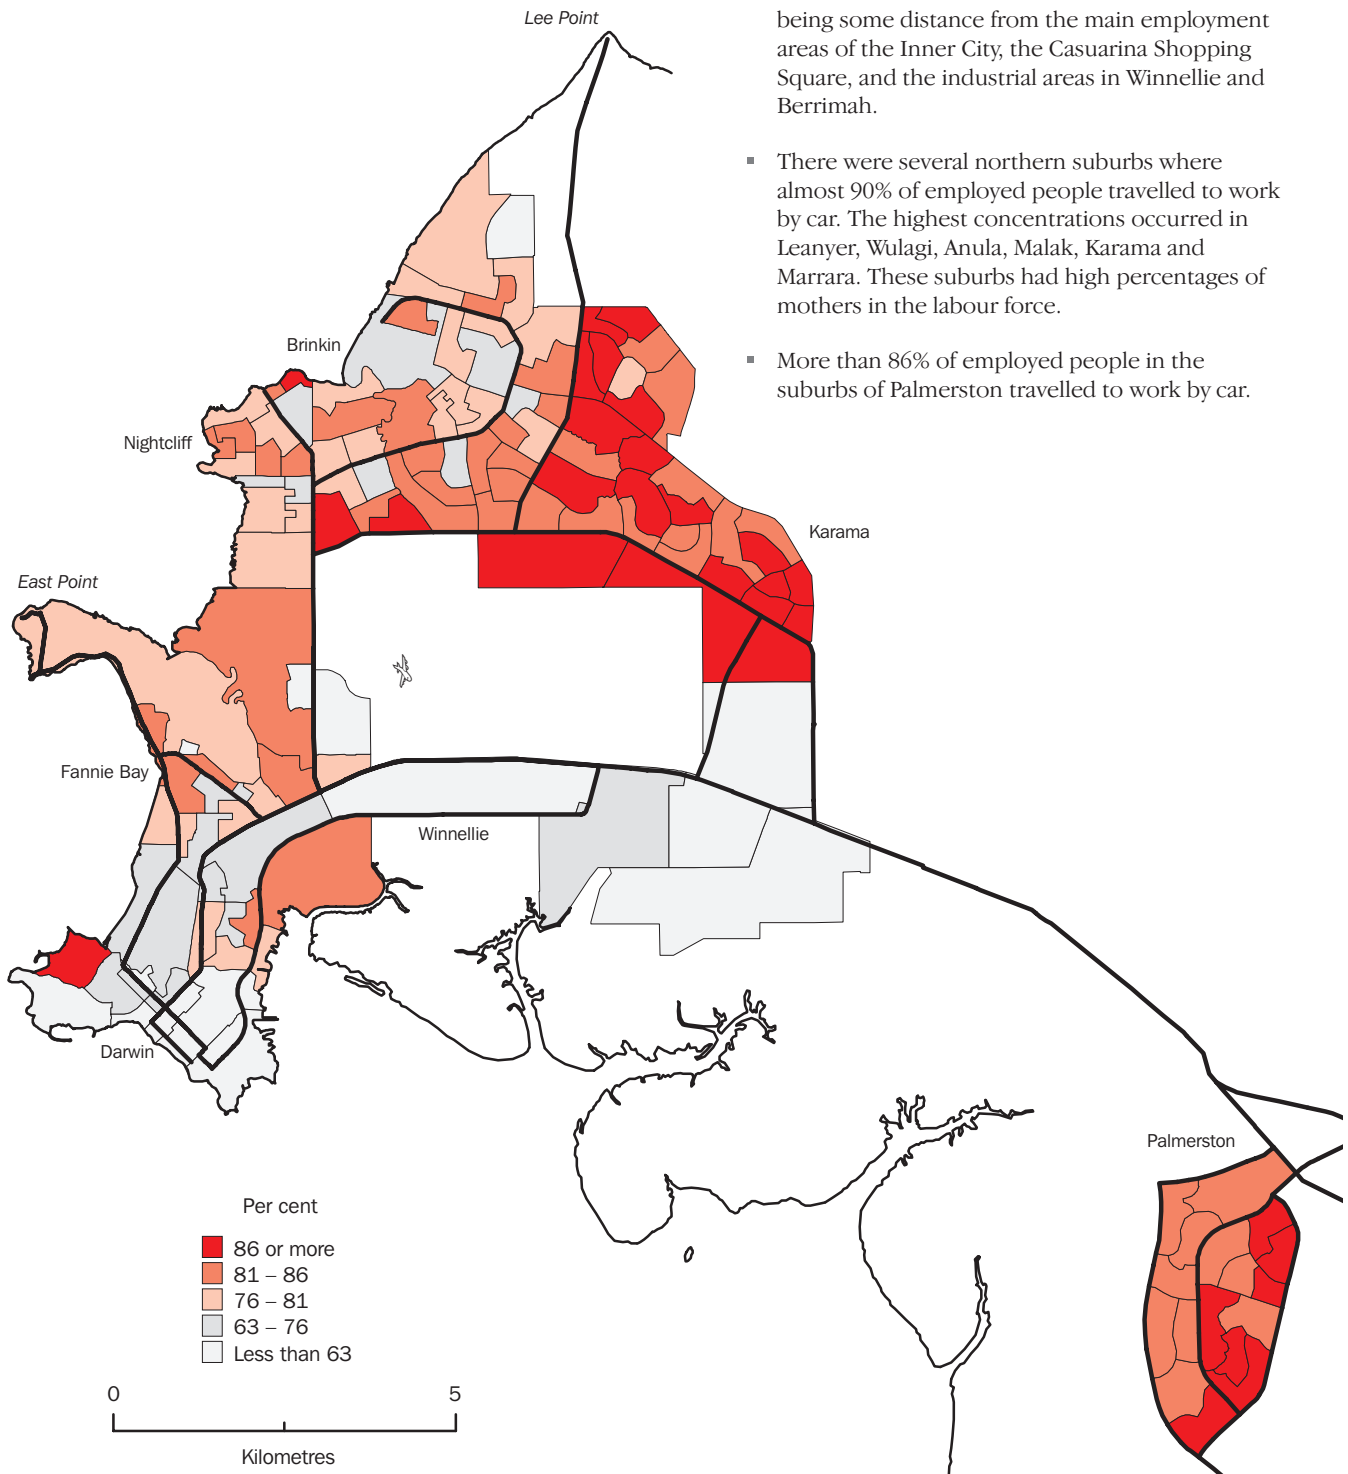 Lee Point
being some distance from the main employment
areas of the Inner City, the Casuarina Shopping
Square, and the industrial areas in Winnellie and
Berrimah.
▪ There were several northern suburbs where
almost 90% of employed people travelled to work
by car. The highest concentrations occurred in
Leanyer, Wulagi, Anula, Malak, Karama and
Marrara. These suburbs had high percentages of
mothers in the labour force.
▪ More than 86% of employed people in the
suburbs of Palmerston travelled to work by car.
Brinkin
Nightcliff
Karama
East Point
Fannie Bay
Winnellie
Darwin
Palmerston
Per cent
86 or more
81 – 86
76 – 81
63 – 76
Less than 63
0 5
Kilometres